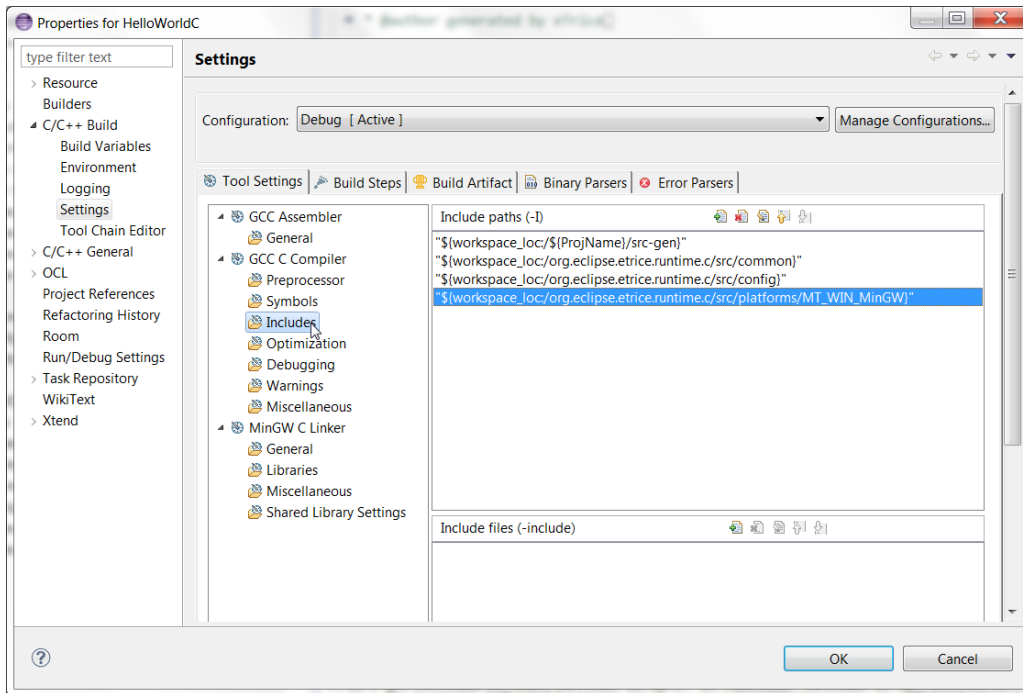 Properties for HelloWorldC
* * @author generated by eTrice
type filter text
Resource
Builders
C/C++ Build
Build Variables
Environment
Logging
Settings
Tool Chain Editor
C/C++ General
OCL
Project References
Refactoring History
Room
Run/Debug Settings
Task Repository
WikiText
Xtend
Settings
Configuration: Debug [ Active ] Manage Configurations...
Tool Settings Build Steps Build Artifact Binary Parsers Error Parsers
GCC Assembler
General
GCC C Compiler
Preprocessor
Symbols
Includes
Optimization
Debugging
Warnings
Miscellaneous
MinGW C Linker
General
Libraries
Miscellaneous
Shared Library Settings
Include paths (-I)
"${workspace_loc:/${ProjName}/src-gen}"
"${workspace_loc:/org.eclipse.etrice.runtime.c/src/common}"
"${workspace_loc:/org.eclipse.etrice.runtime.c/src/config}"
"${workspace_loc:/org.eclipse.etrice.runtime.c/src/platforms/MT_WIN_MinGW}"
Include files (-include)
OK Cancel